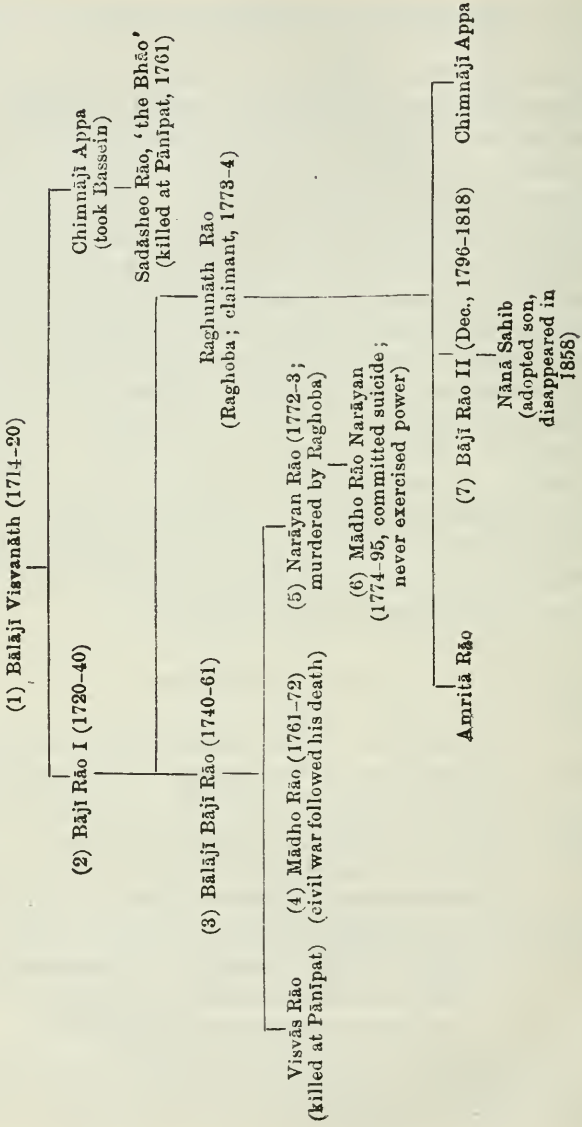 (1) Bālājī Visvanāth (1714-20)
(2) Bājī Rāo I (1720-40)
Chimnājī Appa
(took Bassein)
Sadāsheo Rāo, ‘the Bhāo’
(killed at Pānīpat, 1761)
(3) Bālājī Bājī Rāo (1740-61)
Raghunāth Rāo
(Raghoba; claimant, 1773-4)
Visvās Rāo
(killed at Pānīpat)
(4) Mādho Rāo (1761-72)
(civil war followed his death)
(5) Narāyan Rāo (1772-3;
murdered by Raghoba)
(6) Mādho Rāo Narāyan
(1774-95, committed suicide;
never exercised power)
Amritā Rāo
(7) Bājī Rāo II (Dec., 1796-1818)
Chimnājī Appa
Nānā Sahib
(adopted son,
disappeared in
1858)